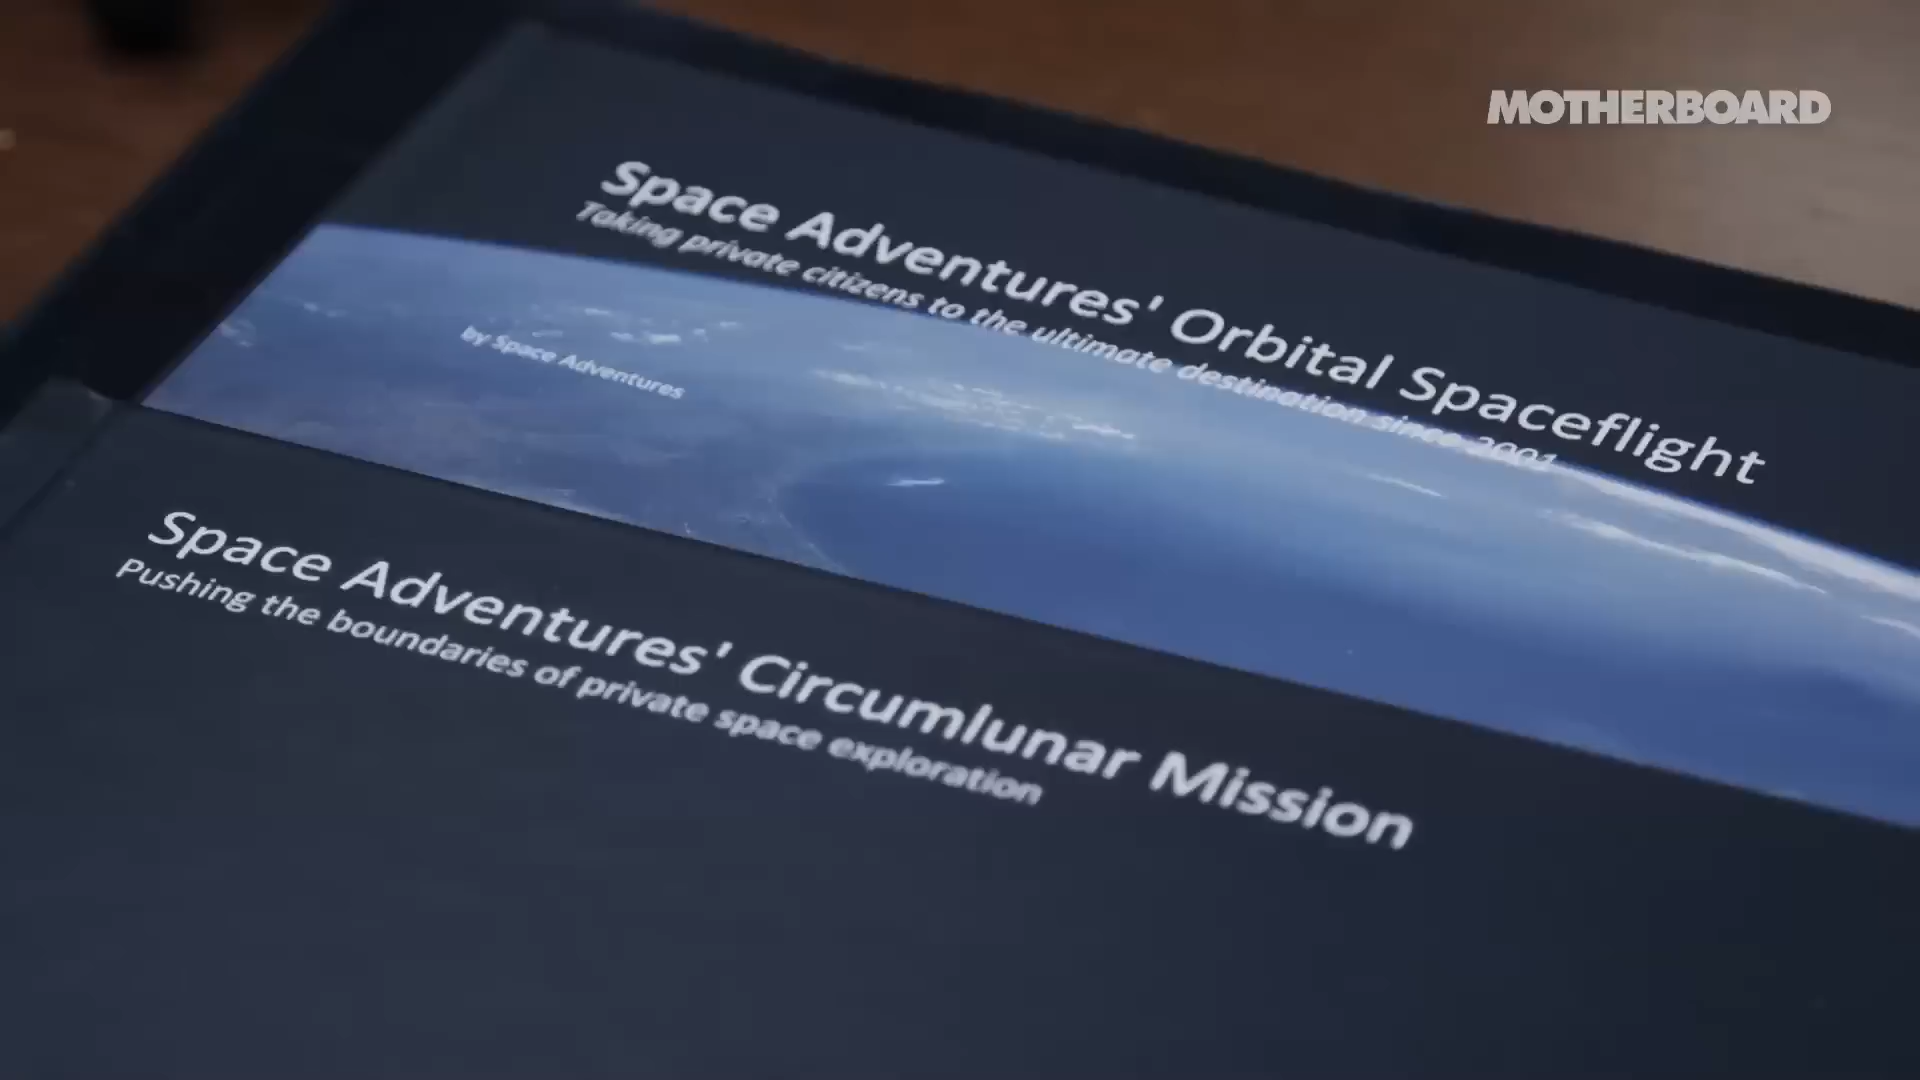 MOTHERBOARD
Space Adventures' Orbital Spaceflight
Taking private citizens to the ultimate destination since 2001
by Space Adventures
Space Adventures' Circumlunar Mission
Pushing the boundaries of private space exploration